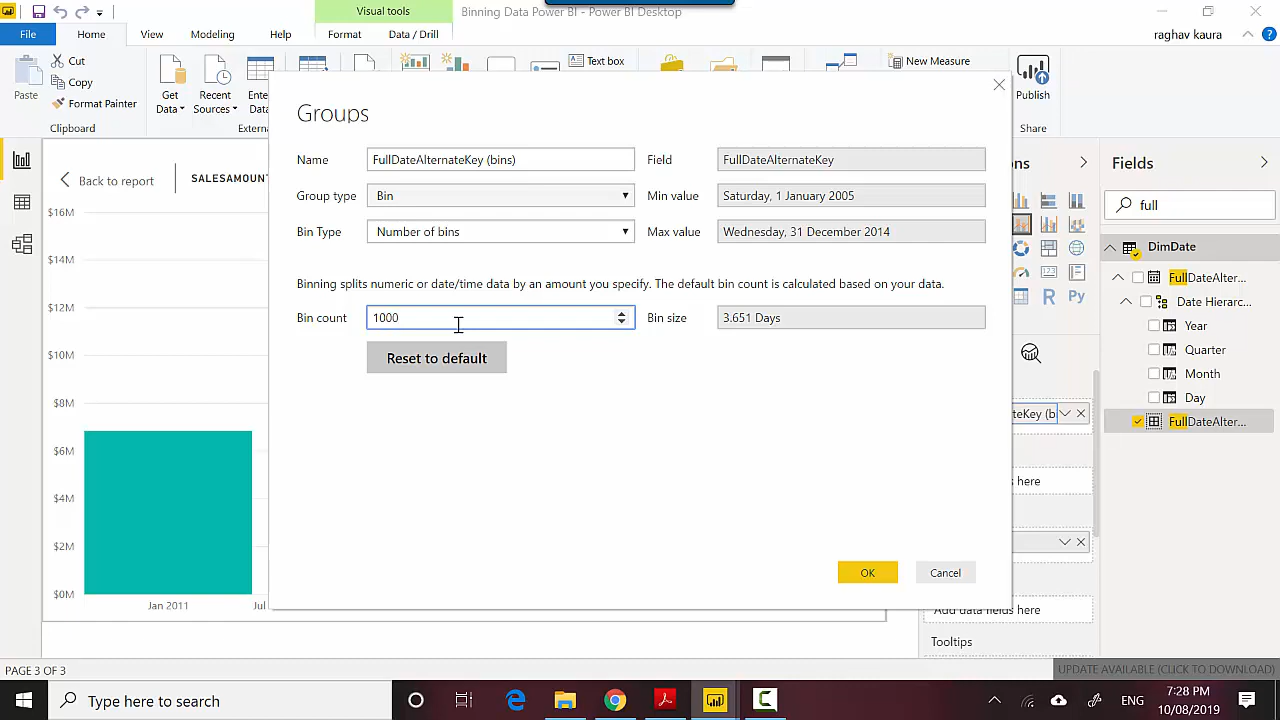 Visual tools
Binning Data Power BI - Power BI Desktop
File
Home
View
Modeling
Help
Format
Data / Drill
raghav kaura
Paste
Cut
Copy
Format Painter
Clipboard
Get
Data
Recent
Sources
Text box
New Measure
Publish
Share
Back to report
SALESAMOUNT
$16M
$14M
$12M
$10M
$8M
$6M
$4M
$2M
$0M
Jan 2011
Jul
Groups
Name
FullDateAlternateKey (bins)
Field
FullDateAlternateKey
Group type
Bin
Min value
Saturday, 1 January 2005
Bin Type
Number of bins
Max value
Wednesday, 31 December 2014
Binning splits numeric or date/time data by an amount you specify. The default bin count is calculated based on your data.
Bin count
1000
Bin size
3.651 Days
Reset to default
OK
Cancel
Fields
full
DimDate
FullDateAlter...
Date Hierarc...
Year
Quarter
Month
Day
FullDateAlter...
R
Py
teKey (b
s here
Add data fields here
Tooltips
PAGE 3 OF 3
UPDATE AVAILABLE (CLICK TO DOWNLOAD)
Type here to search
ENG
7:28 PM
10/08/2019